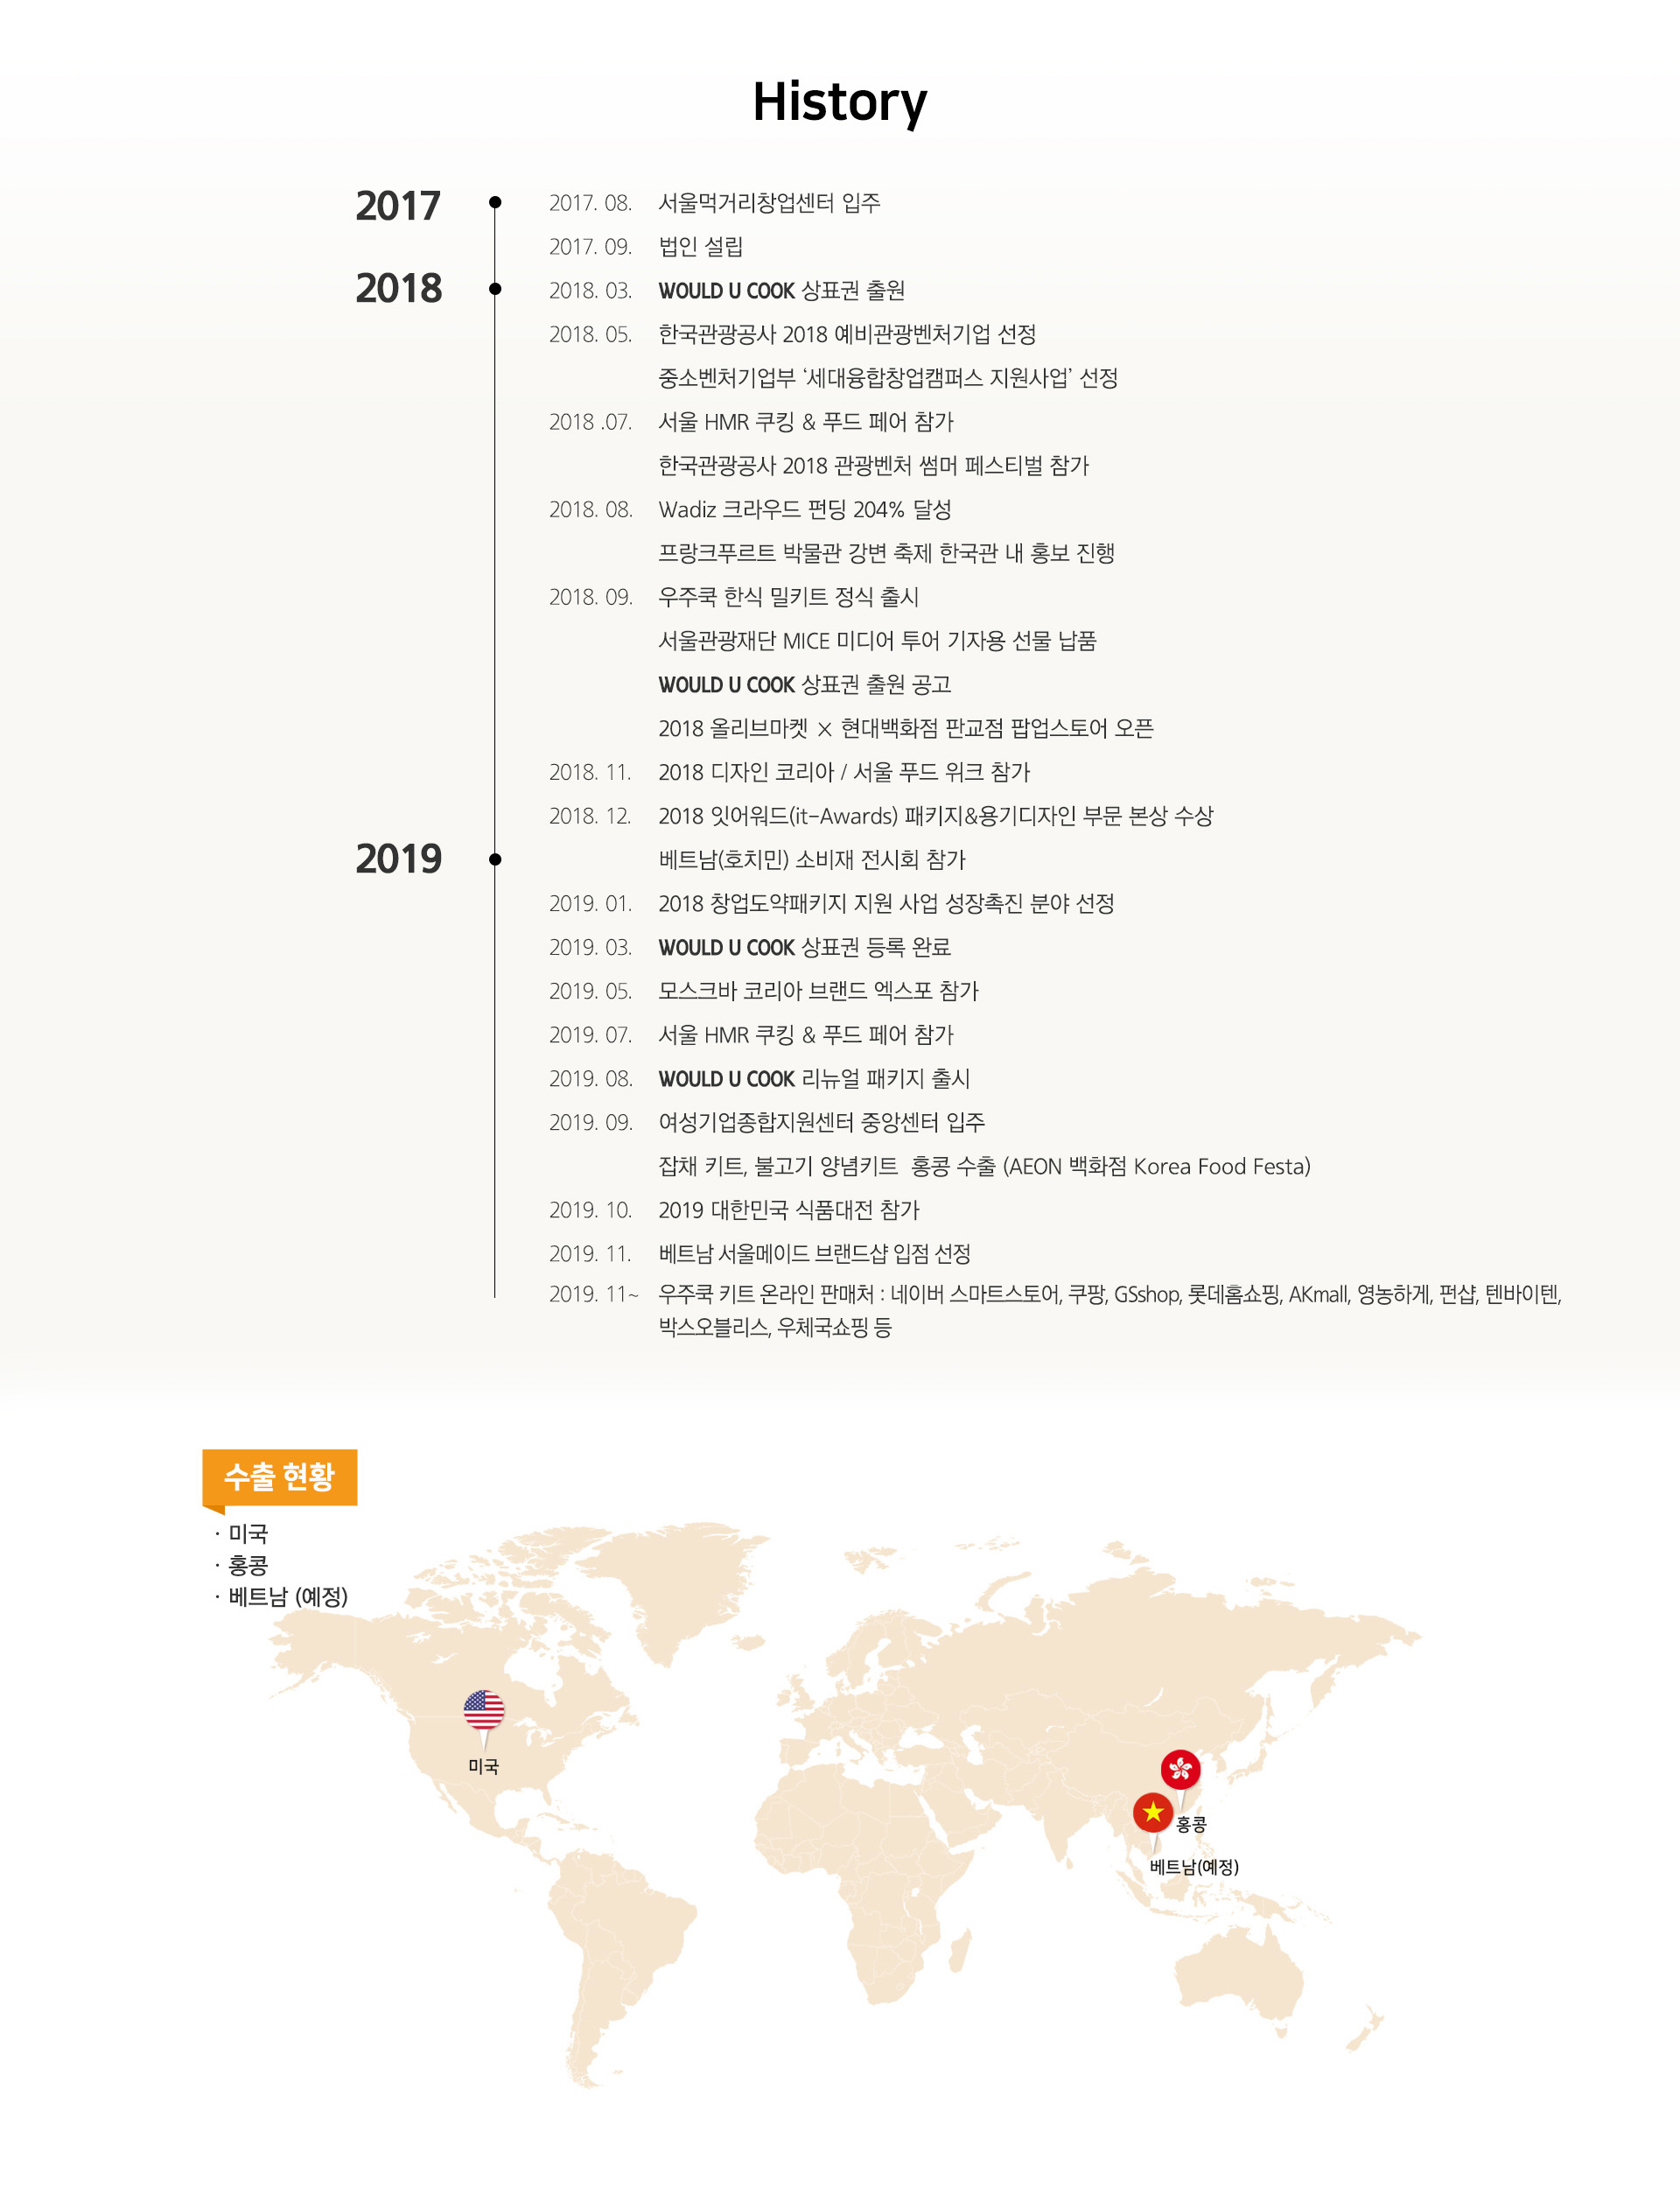 History
2017
2017. 08. 서울먹거리창업센터 입주
2017. 09. 법인 설립
2018
2018. 03. WOULD U COOK 상표권 출원
2018. 05. 한국관광공사 2018 예비관광벤처기업 선정
중소벤처기업부 ‘세대융합창업캠퍼스 지원사업’ 선정
2018 .07. 서울 HMR 쿠킹 & 푸드 페어 참가
한국관광공사 2018 관광벤처 썸머 페스티벌 참가
2018. 08. Wadiz 크라우드 펀딩 204% 달성
프랑크푸르트 박물관 강변 축제 한국관 내 홍보 진행
2018. 09. 우주쿡 한식 밀키트 정식 출시
서울관광재단 MICE 미디어 투어 기자용 선물 납품
WOULD U COOK 상표권 출원 공고
2018 올리브마켓 × 현대백화점 판교점 팝업스토어 오픈
2018. 11. 2018 디자인 코리아 / 서울 푸드 위크 참가
2018. 12. 2018 잇어워드(it-Awards) 패키지&용기디자인 부문 본상 수상
2019
베트남(호치민) 소비재 전시회 참가
2019. 01. 2018 창업도약패키지 지원 사업 성장촉진 분야 선정
2019. 03. WOULD U COOK 상표권 등록 완료
2019. 05. 모스크바 코리아 브랜드 엑스포 참가
2019. 07. 서울 HMR 쿠킹 & 푸드 페어 참가
2019. 08. WOULD U COOK 리뉴얼 패키지 출시
2019. 09. 여성기업종합지원센터 중앙센터 입주
잡채 키트, 불고기 양념키트 홍콩 수출 (AEON 백화점 Korea Food Festa)
2019. 10. 2019 대한민국 식품대전 참가
2019. 11. 베트남 서울메이드 브랜드샵 입점 선정
2019. 11~ 우주쿡 키트 온라인 판매처 : 네이버 스마트스토어, 쿠팡, GSshop, 롯데홈쇼핑, AKmall, 영농하게, 펀샵, 텐바이텐,
박스오블리스, 우체국쇼핑 등
수출 현황
· 미국
· 홍콩
· 베트남 (예정)
미국
홍콩
베트남(예정)